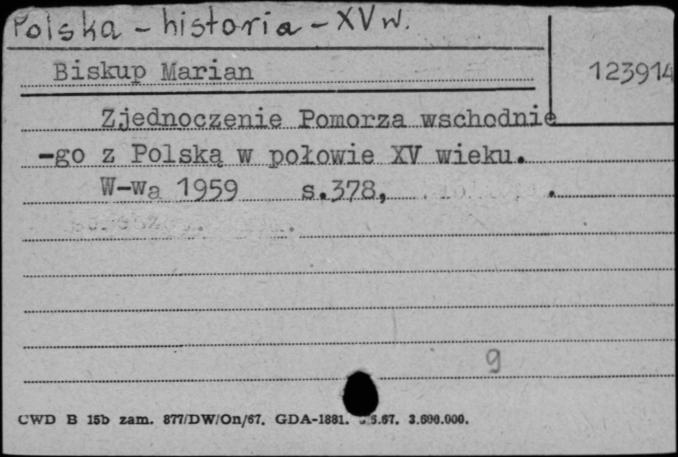 Polska - historia - XV w.
Biskup Marian
123914
Zjednoczenie Pomorza wschodnie
-go z Polską w połowie XV wieku.
W-wa 1959 s.378,
9
CWD B 15b zam. 877/DW/On/67. GDA-1881. 5.67. 3.600.000.